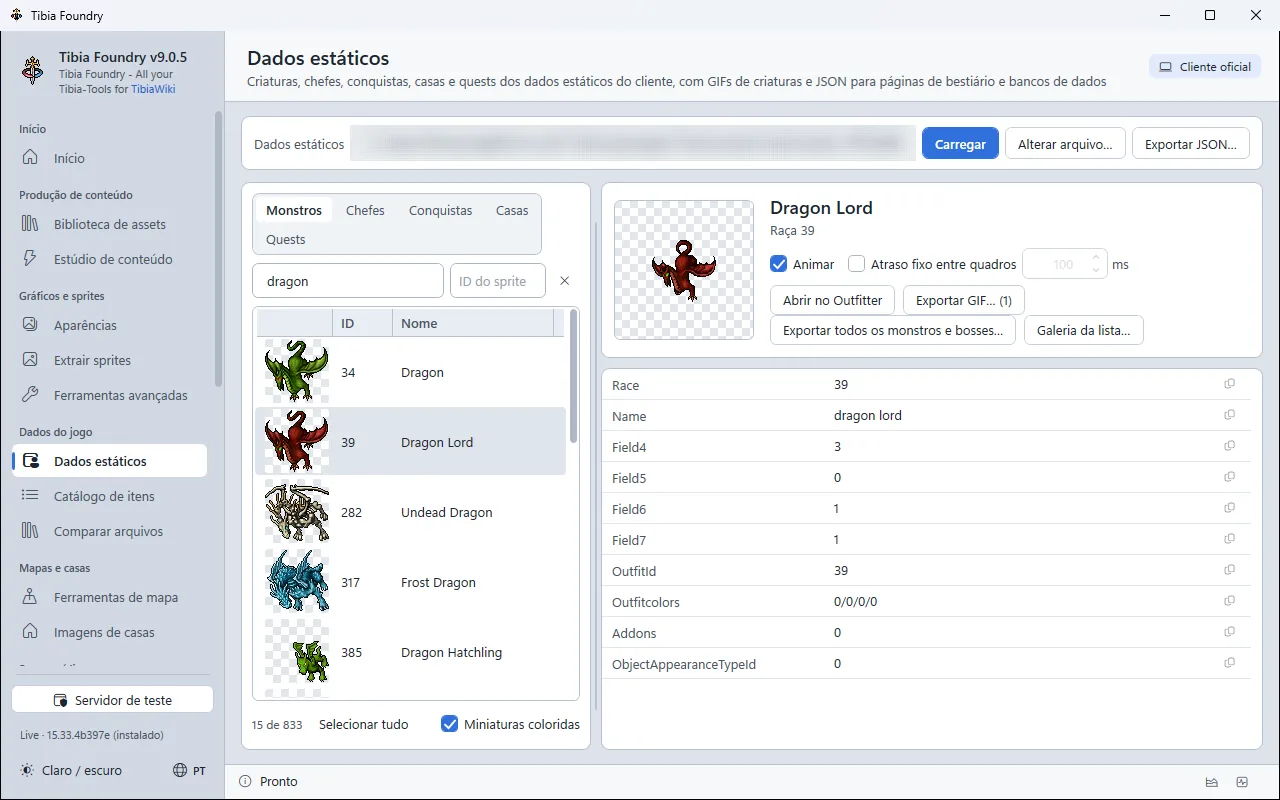 Tibia Foundry
Tibia Foundry v9.0.5
Tibia Foundry - All your
Tibia-Tools for TibiaWiki
Início
Início
Produção de conteúdo
Biblioteca de assets
Estúdio de conteúdo
Gráficos e sprites
Aparências
Extrair sprites
Ferramentas avançadas
Dados do jogo
Dados estáticos
Catálogo de itens
Comparar arquivos
Mapas e casas
Ferramentas de mapa
Imagens de casas
Servidor de teste
Live · 15.33.4b397e (instalado)
Claro / escuro
PT
Dados estáticos
Criaturas, chefes, conquistas, casas e quests dos dados estáticos do cliente, com GIFs de criaturas e JSON para páginas de bestiário e bancos de dados
Cliente oficial
Dados estáticos
Carregar
Alterar arquivo...
Exportar JSON...
Monstros
Chefes
Conquistas
Casas
Quests
dragon
ID do sprite
ID Nome
34 Dragon
39 Dragon Lord
282 Undead Dragon
317 Frost Dragon
385 Dragon Hatchling
15 de 833
Selecionar tudo
Miniaturas coloridas
Dragon Lord
Raça 39
Animar
Atraso fixo entre quadros
100
ms
Abrir no Outfitter
Exportar GIF... (1)
Exportar todos os monstros e bosses...
Galeria da lista...
Race 39
Name dragon lord
Field4 3
Field5 0
Field6 1
Field7 1
OutfitId 39
Outfitcolors 0/0/0/0
Addons 0
ObjectAppearanceTypeId 0
Pronto